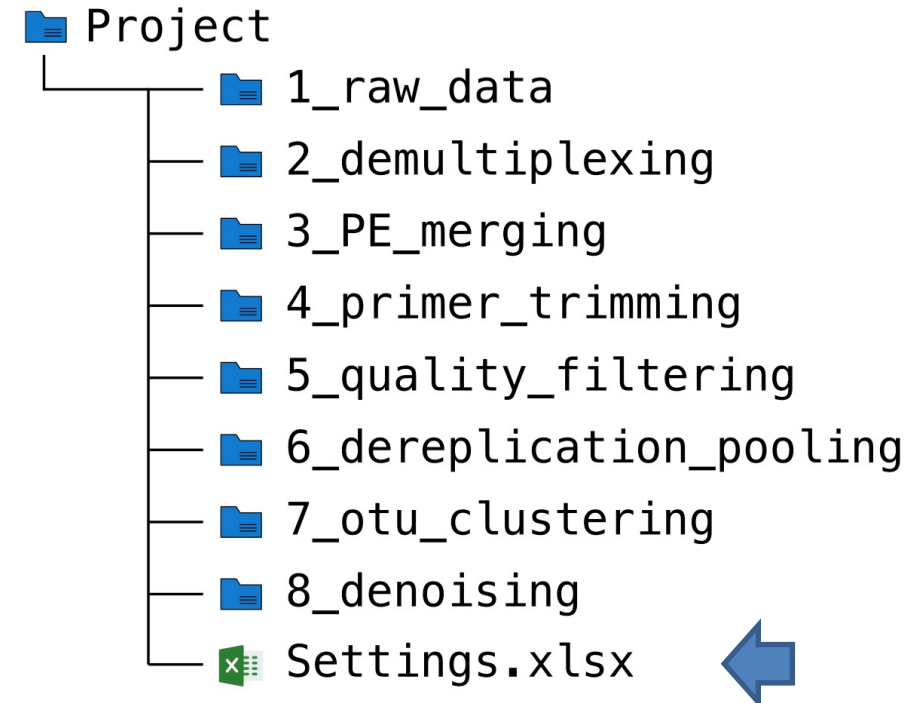 Project
1_raw_data
2_demultiplexing
3_PE_merging
4_primer_trimming
5_quality_filtering
6_dereplication_pooling
7_otu_clustering
8_denoising
Settings.xlsx